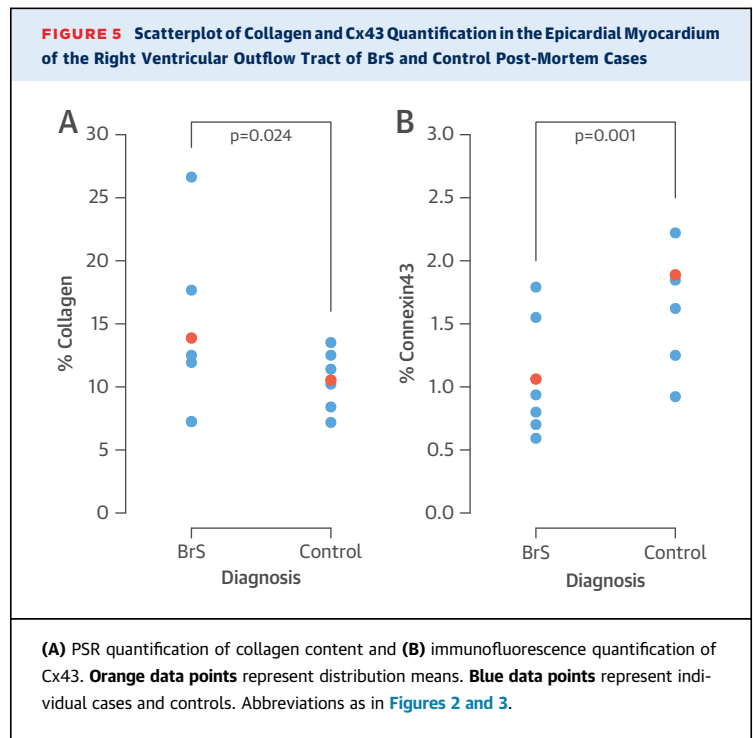 FIGURE 5 Scatterplot of Collagen and Cx43 Quantification in the Epicardial Myocardium
of the Right Ventricular Outflow Tract of BrS and Control Post-Mortem Cases
A
30
p=0.024
25
20
15
10
5
0
% Collagen
BrS
Control
Diagnosis
B
3.0
p=0.001
2.5
2.0
1.5
1.0
0.5
0.0
% Connexin43
BrS
Control
Diagnosis
(A) PSR quantification of collagen content and (B) immunofluorescence quantification of
Cx43. Orange data points represent distribution means. Blue data points represent indi-
vidual cases and controls. Abbreviations as in Figures 2 and 3.